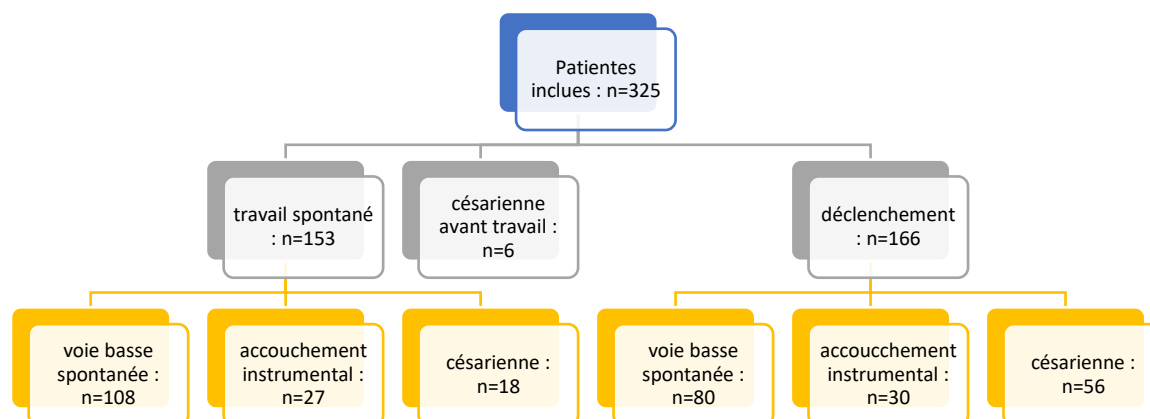 Patientes
inclues : n=325
travail spontané
: n=153
césarienne
avant travail :
n=6
déclenchement
: n=166
voie basse
spontanée :
n=108
accouchement
instrumental :
n=27
césarienne :
n=18
voie basse
spontanée :
n=80
accoucchement
instrumental :
n=30
césarienne :
n=56